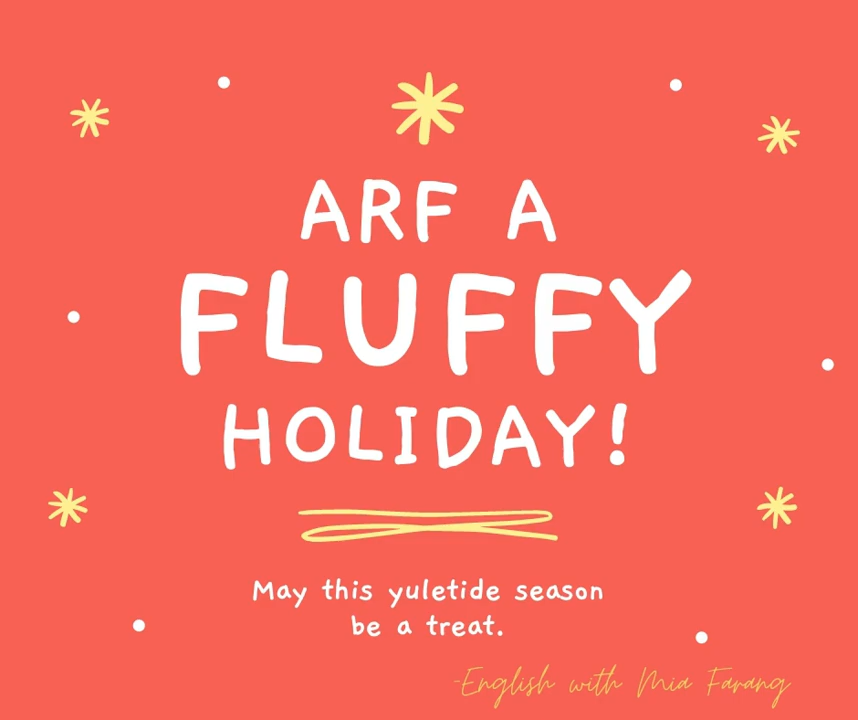 ARF A
FLUFFY
HOLIDAY!
May this yuletide season
be a treat.
-English with Mia Farang